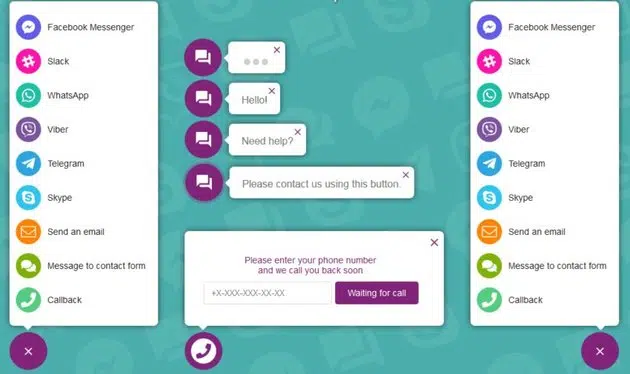 Facebook Messenger
Slack
WhatsApp
Viber
Telegram
Skype
Send an email
Message to contact form
Callback
Hello!
Need help?
Please contact us using this button.
Please enter your phone number
and we call you back soon
+X-XXX-XXX-XX-XX
Waiting for call
Facebook Messenger
Slack
WhatsApp
Viber
Telegram
Skype
Send an email
Message to contact form
Callback